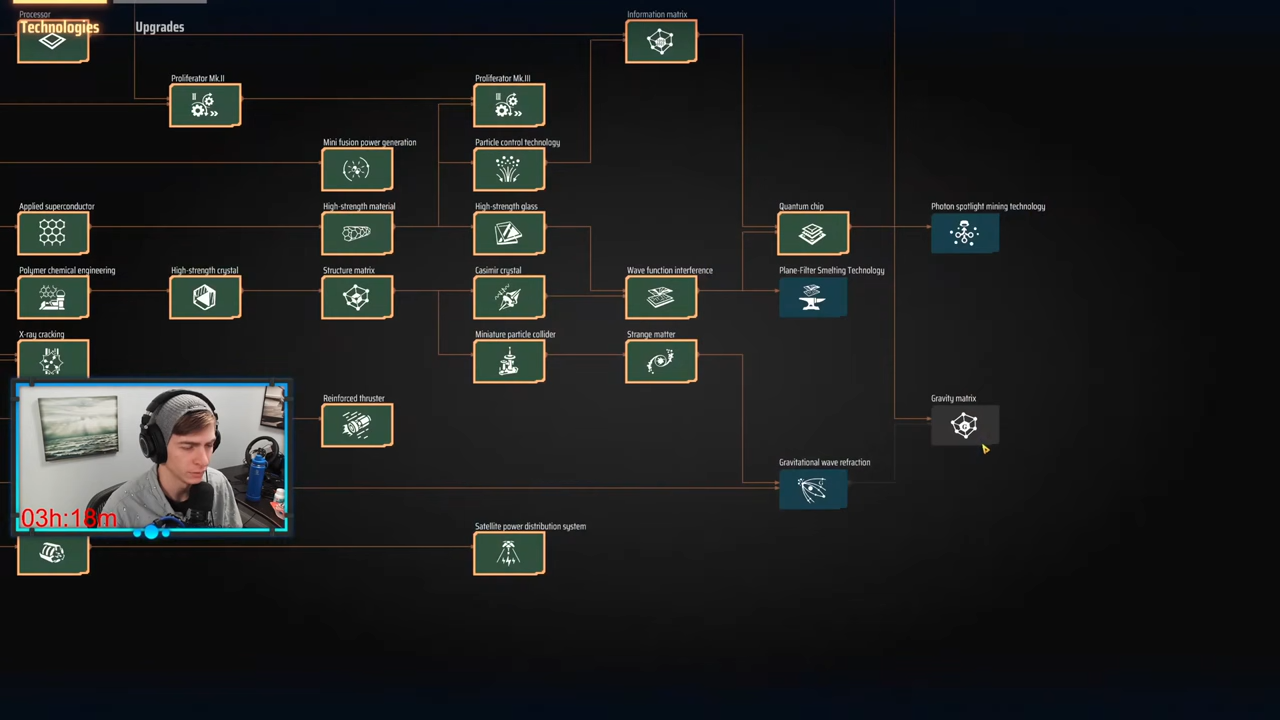 Processor
Technologies
Upgrades
Information matrix
Proliferator Mk.II
Proliferator Mk.III
Mini fusion power generation
Particle control technology
Applied superconductor
High-strength material
High-strength glass
Quantum chip
Photon spotlight mining technology
Polymer chemical engineering
High-strength crystal
Structure matrix
Casimir crystal
Wave function interference
Plane-Filter Smelting Technology
X-ray cracking
Miniature particle collider
Strange matter
Reinforced thruster
Gravity matrix
Gravitational wave refraction
03h:18m
Satellite power distribution system